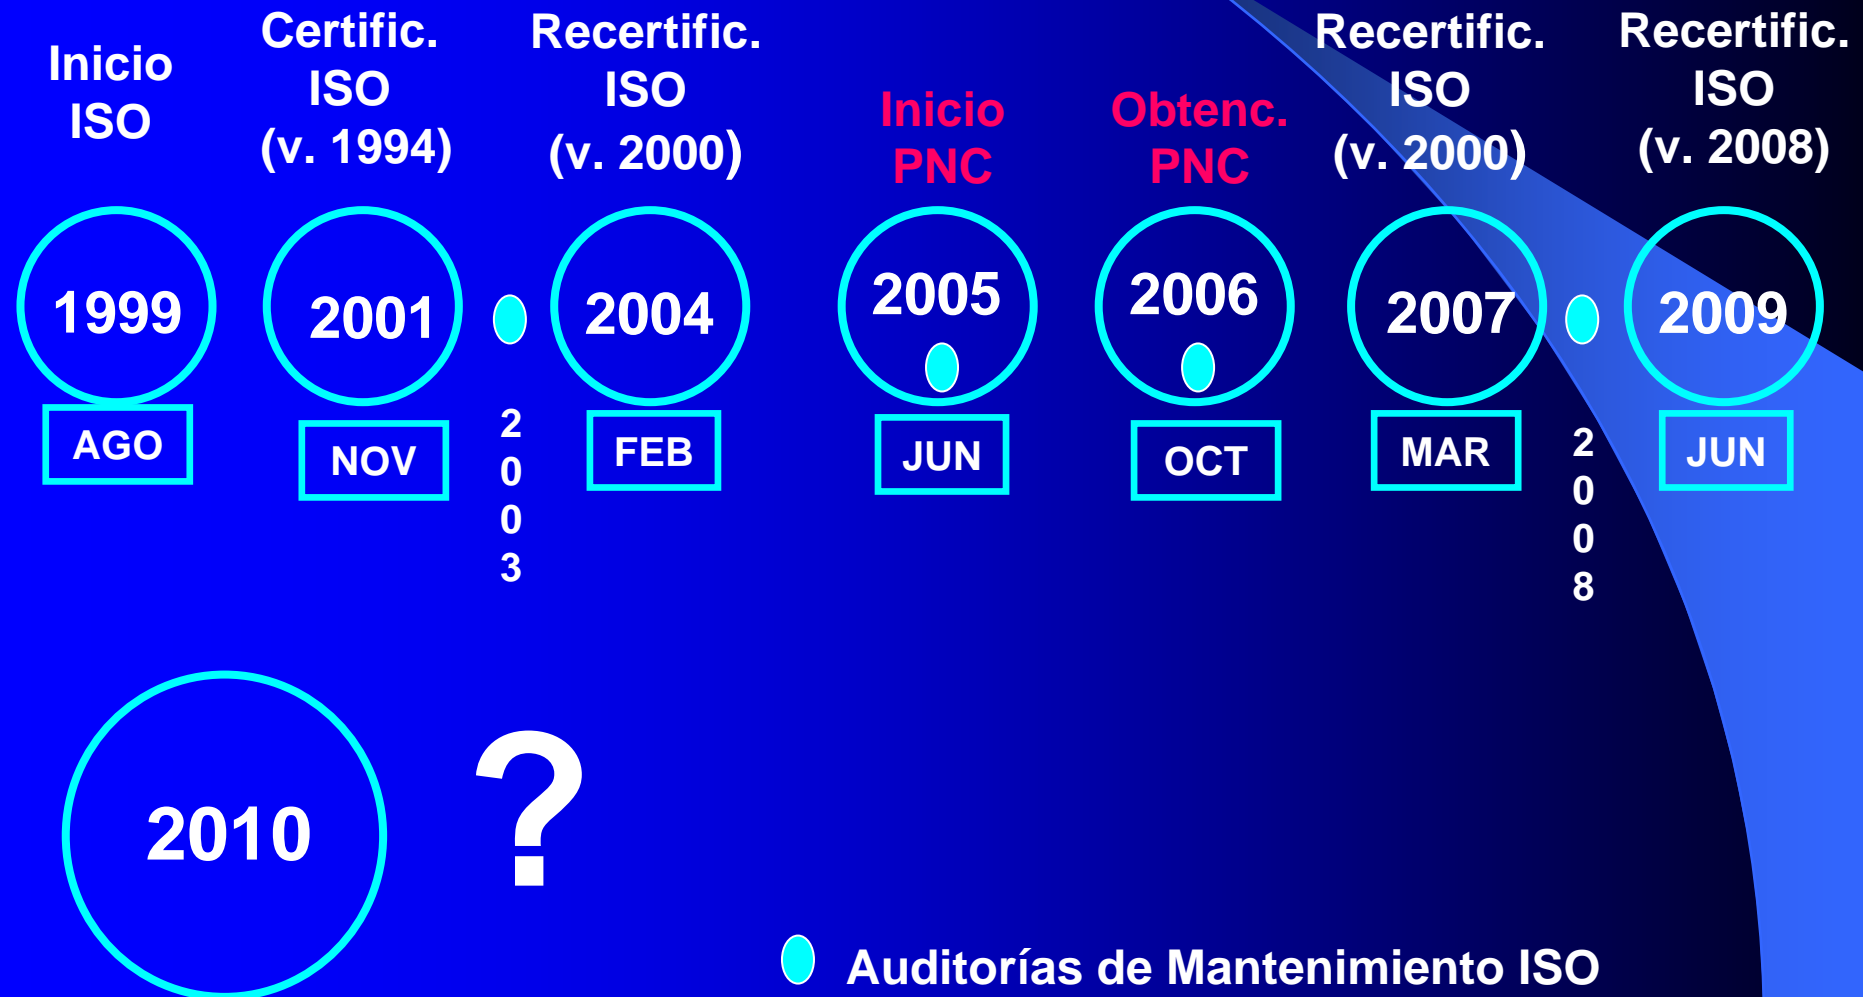 Inicio
ISO
Certific.
ISO
(v. 1994)
Recertific.
ISO
(v. 2000)
Inicio
PNC
Obtenc.
PNC
Recertific.
ISO
(v. 2000)
Recertific.
ISO
(v. 2008)
1999
2001
2004
2005
2006
2007
2009
AGO
NOV
2
0
0
3
FEB
JUN
OCT
MAR
2
0
0
8
JUN
2010
?
Auditorías de Mantenimiento ISO